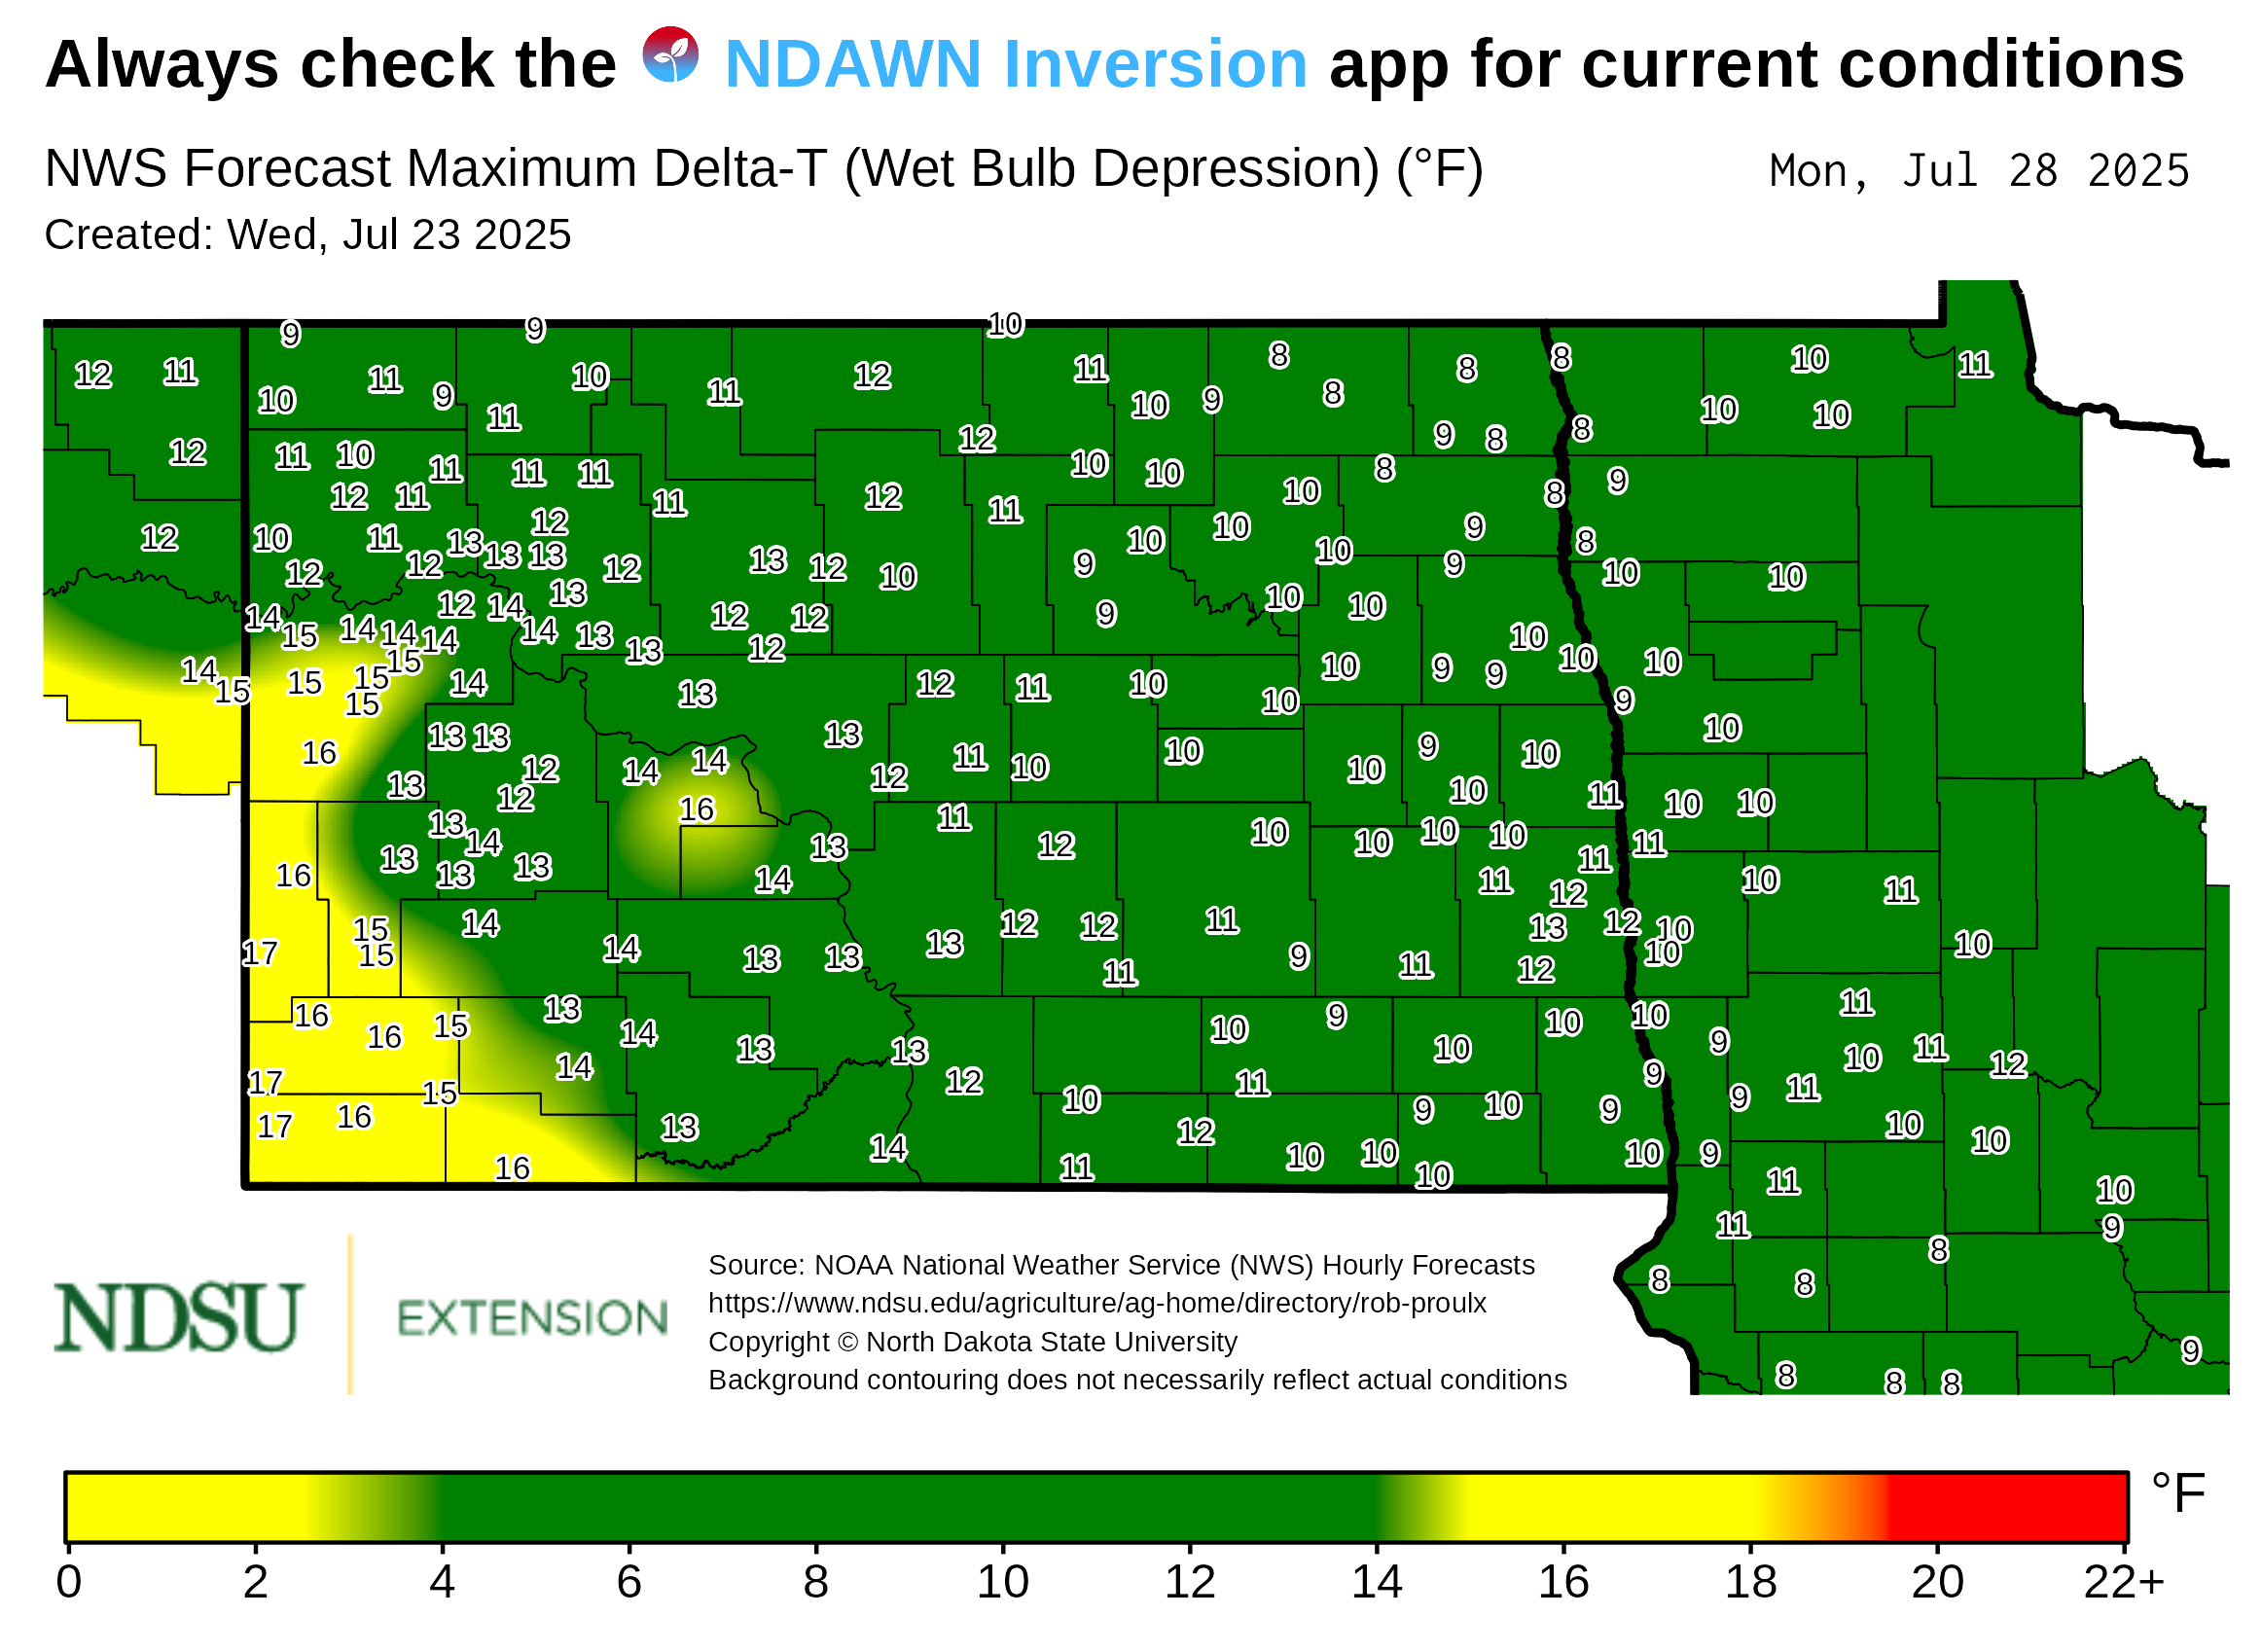 Always check the NDAWN Inversion app for current conditions
NWS Forecast Maximum Delta-T (Wet Bulb Depression) (°F)
Mon, Jul 28 2025
Created: Wed, Jul 23 2025
9 9 10
12 11 10 11 9 10 11 11 12 11 8 8 8 10 11
10 9 8 10 10
12 11 10 11 11 11 12 10 10 9 8 8
12 11 11 12 11 10 8 8 9
12 10 11 13 13 12 13 10 10 9 8
12 12 13 12 13 12 10 9 10 9 10 10
14 15 14 14 14 12 14 14 13 13 12 12 12 9 10 10 10
14 15 15 15 15 15 14 13 12 11 10 10 10 9 9 10 10 9
16 13 13 12 14 14 13 11 10 10 9 10 10
13 12 16 12 11 10 10 11 10 10
16 13 13 14 13 13 14 13 12 10 10 10 10 11 11 10 11
17 15 15 14 14 13 13 13 12 12 11 11 9 11 12 13 12 12 10 10 10
16 16 15 13 14 13 13 10 9 10 10 10 9 11
17 15 14 12 11 10 9 10 9 9 9 11 10 11 12
17 16 13 14 12 11 10 10 10 10 9 10 10
16 11 11 10 9 8
8 8 9
8 8 8
NDSU EXTENSION
Source: NOAA National Weather Service (NWS) Hourly Forecasts
https://www.ndsu.edu/agriculture/ag-home/directory/rob-proulx
Copyright © North Dakota State University
Background contouring does not necessarily reflect actual conditions
°F
0 2 4 6 8 10 12 14 16 18 20 22+